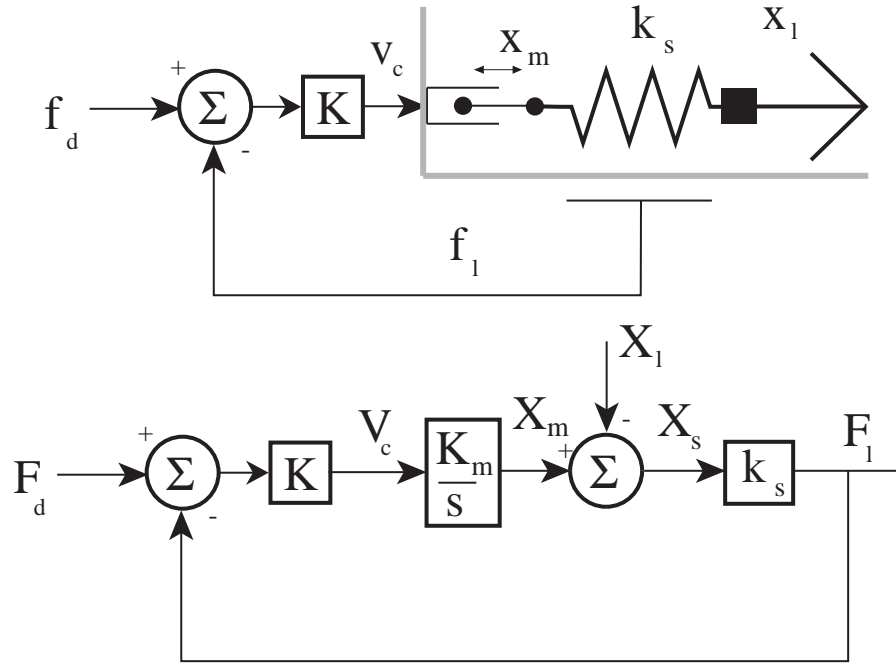 f_d + Σ - K v_c x_m k_s x_l
f_l
F_d + Σ - K V_c K_m/s X_m + Σ - X_l X_s k_s F_l